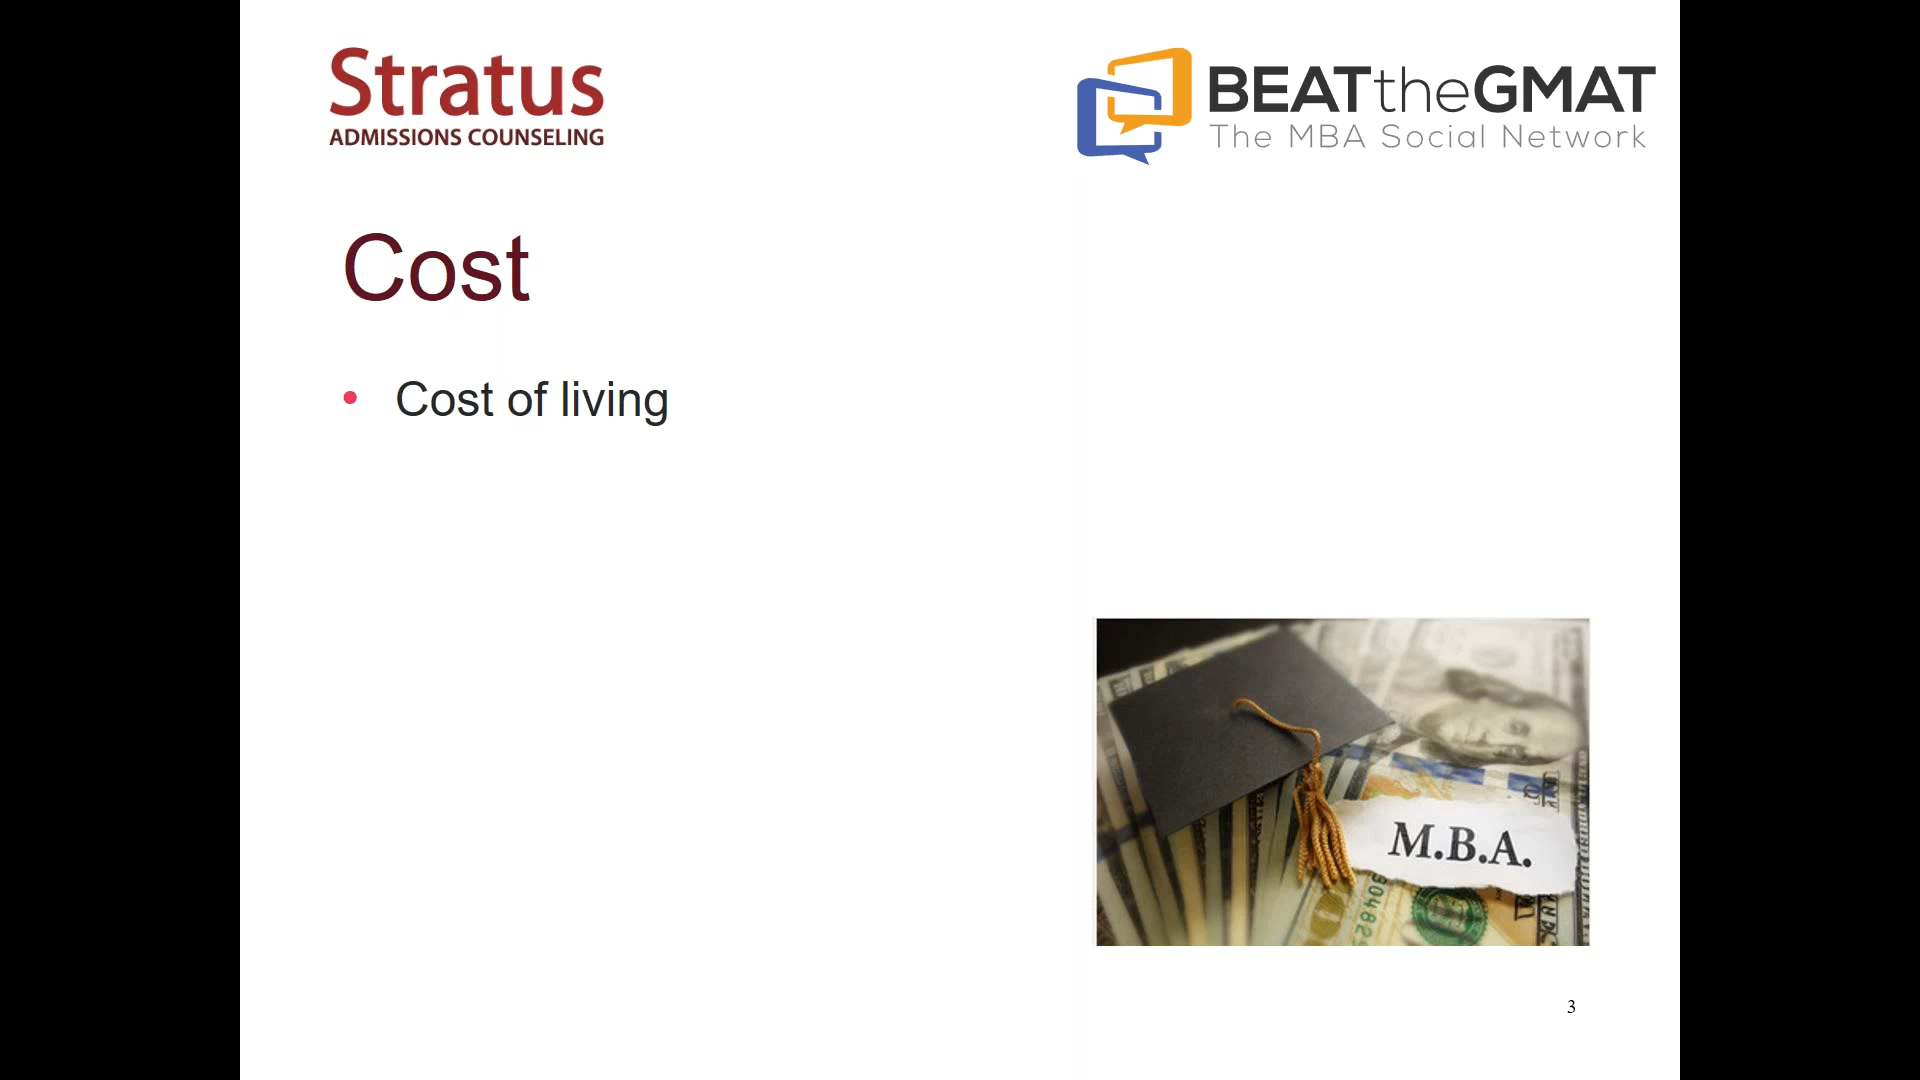 Stratus
ADMISSIONS COUNSELING
BEATtheGMAT
The MBA Social Network
Cost
• Cost of living
M.B.A.
3